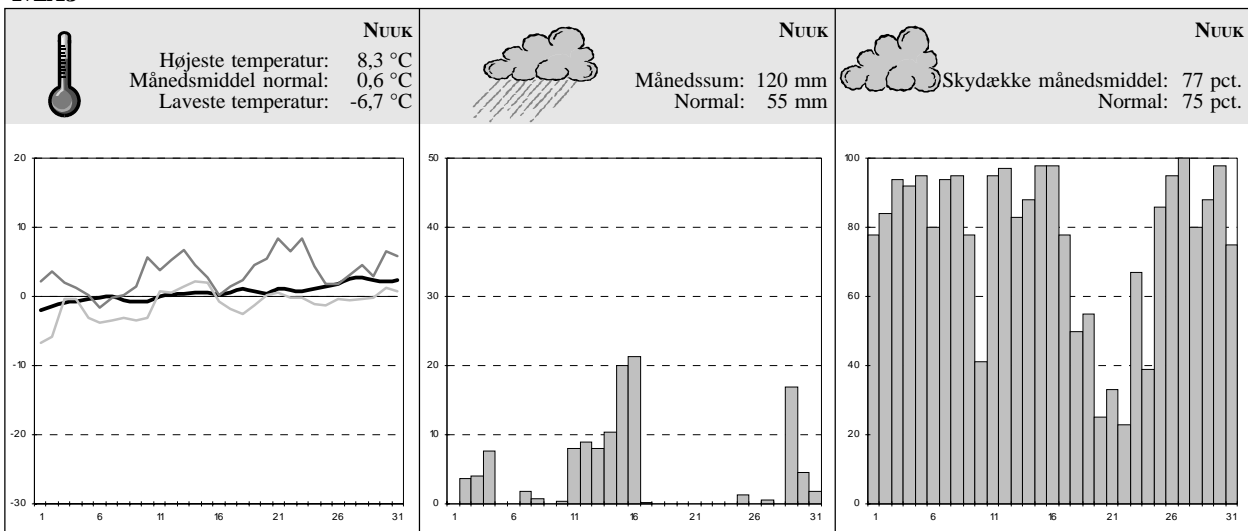 NUUK
Højeste temperatur: 8,3 °C
Månedsmiddel normal: 0,6 °C
Laveste temperatur: -6,7 °C
20
10
0
-10
-20
-30
1 6 11 16 21 26 31
NUUK
Månedssum: 120 mm
Normal: 55 mm
50
40
30
20
10
0
1 6 11 16 21 26 31
NUUK
Skydække månedsmiddel: 77 pct.
Normal: 75 pct.
100
80
60
40
20
0
1 6 11 16 21 26 31